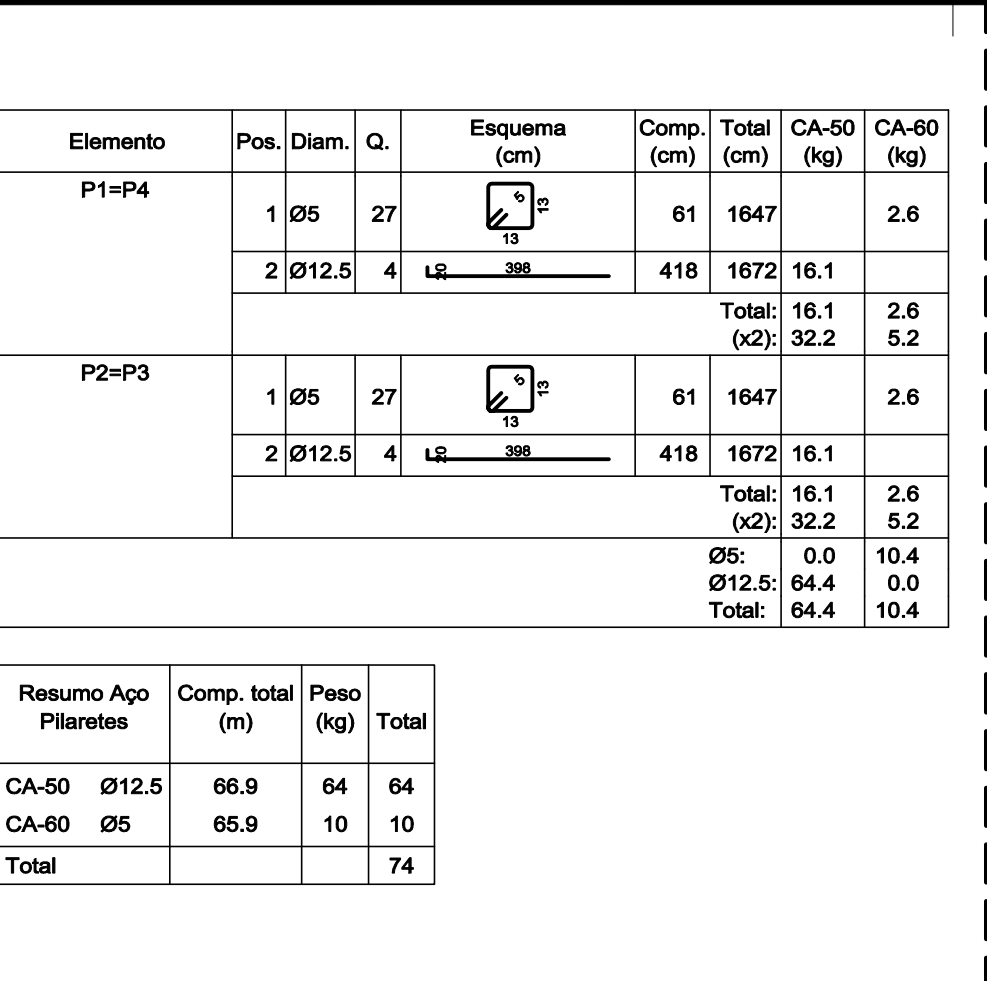 Elemento Pos. Diam. Q. Esquema (cm) Comp. (cm) Total (cm) CA-50 (kg) CA-60 (kg)
P1=P4
1 Ø5 27 5 13 13 61 1647 2.6
2 Ø12.5 4 20 398 418 1672 16.1
Total: 16.1 2.6
(x2): 32.2 5.2
P2=P3
1 Ø5 27 5 13 13 61 1647 2.6
2 Ø12.5 4 20 398 418 1672 16.1
Total: 16.1 2.6
(x2): 32.2 5.2
Ø5: 0.0 10.4
Ø12.5: 64.4 0.0
Total: 64.4 10.4
Resumo Aço Comp. total Peso
Pilaretes (m) (kg) Total
CA-50 Ø12.5 66.9 64 64
CA-60 Ø5 65.9 10 10
Total 74